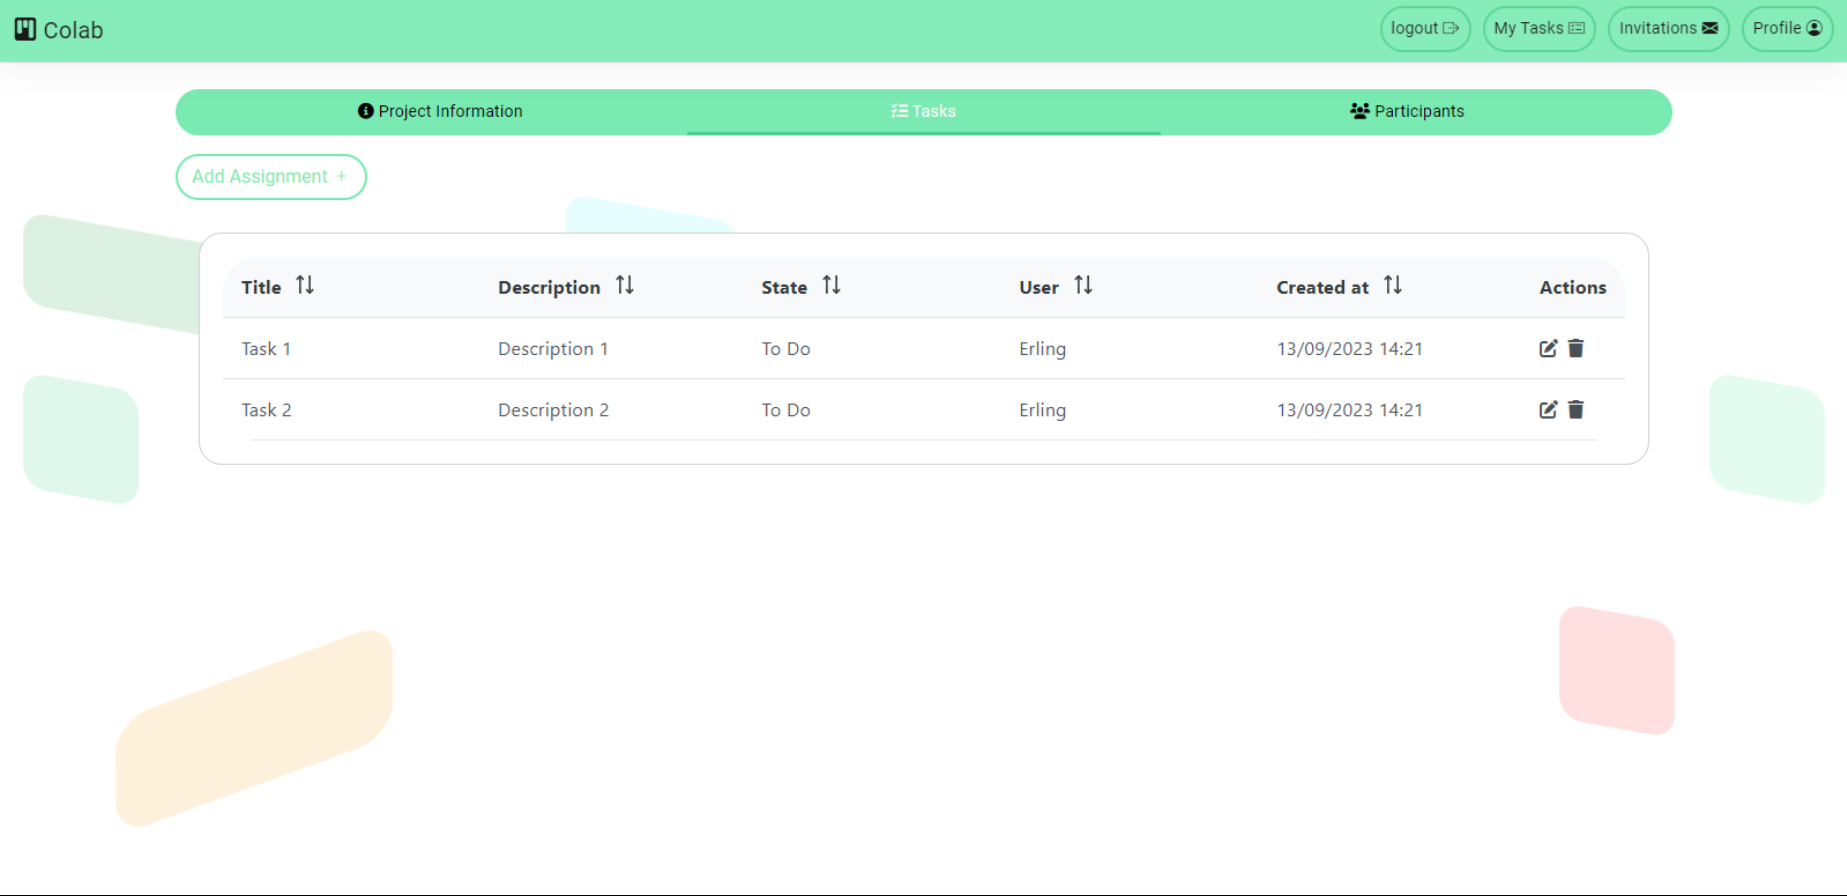 Colab
logout
My Tasks
Invitations
Profile
Project Information
Tasks
Participants
Add Assignment +
Title Description State User Created at Actions
Task 1 Description 1 To Do Erling 13/09/2023 14:21
Task 2 Description 2 To Do Erling 13/09/2023 14:21